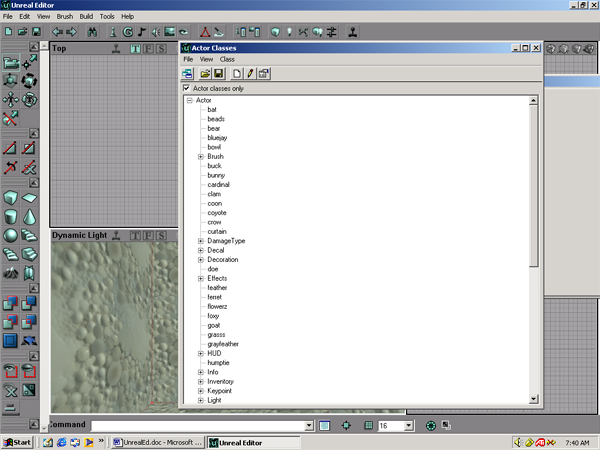 Unreal Editor
File Edit View Brush Build Tools Help
Top
T F S
Actor Classes
File View Class
Actor classes only
Actor
bat
beads
bear
bluejay
bowl
Brush
buck
bunny
cardinal
clam
coon
coyote
crow
curtain
DamageType
Decal
Decoration
doe
Effects
feather
ferret
flowerz
foxy
goat
grasss
grayfeather
HUD
humptie
Info
Inventory
Keypoint
Light
Dynamic Light
T F S
Command
16
Start
UnrealEd.doc - Microsoft ...
Unreal Editor
7:40 AM